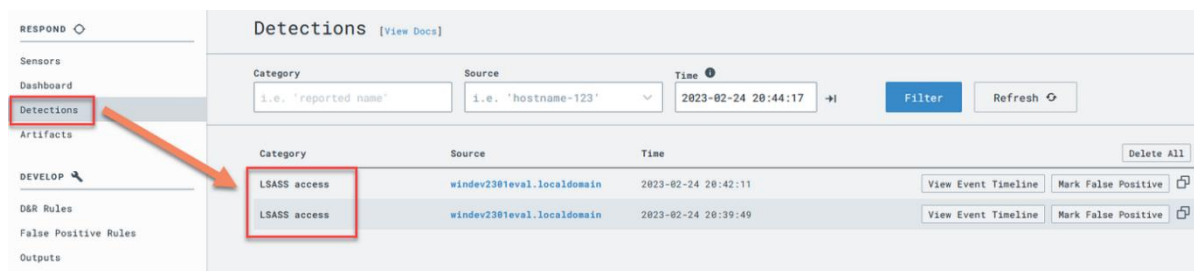 RESPOND
Sensors
Dashboard
Detections
Artifacts
DEVELOP
D&R Rules
False Positive Rules
Outputs
Detections [View Docs]
Category Source Time
i.e. 'reported name' i.e. 'hostname-123' 2023-02-24 20:44:17 Filter Refresh
Category Source Time Delete All
LSASS access windev2301eval.localdomain 2023-02-24 20:42:11 View Event Timeline Mark False Positive
LSASS access windev2301eval.localdomain 2023-02-24 20:39:49 View Event Timeline Mark False Positive